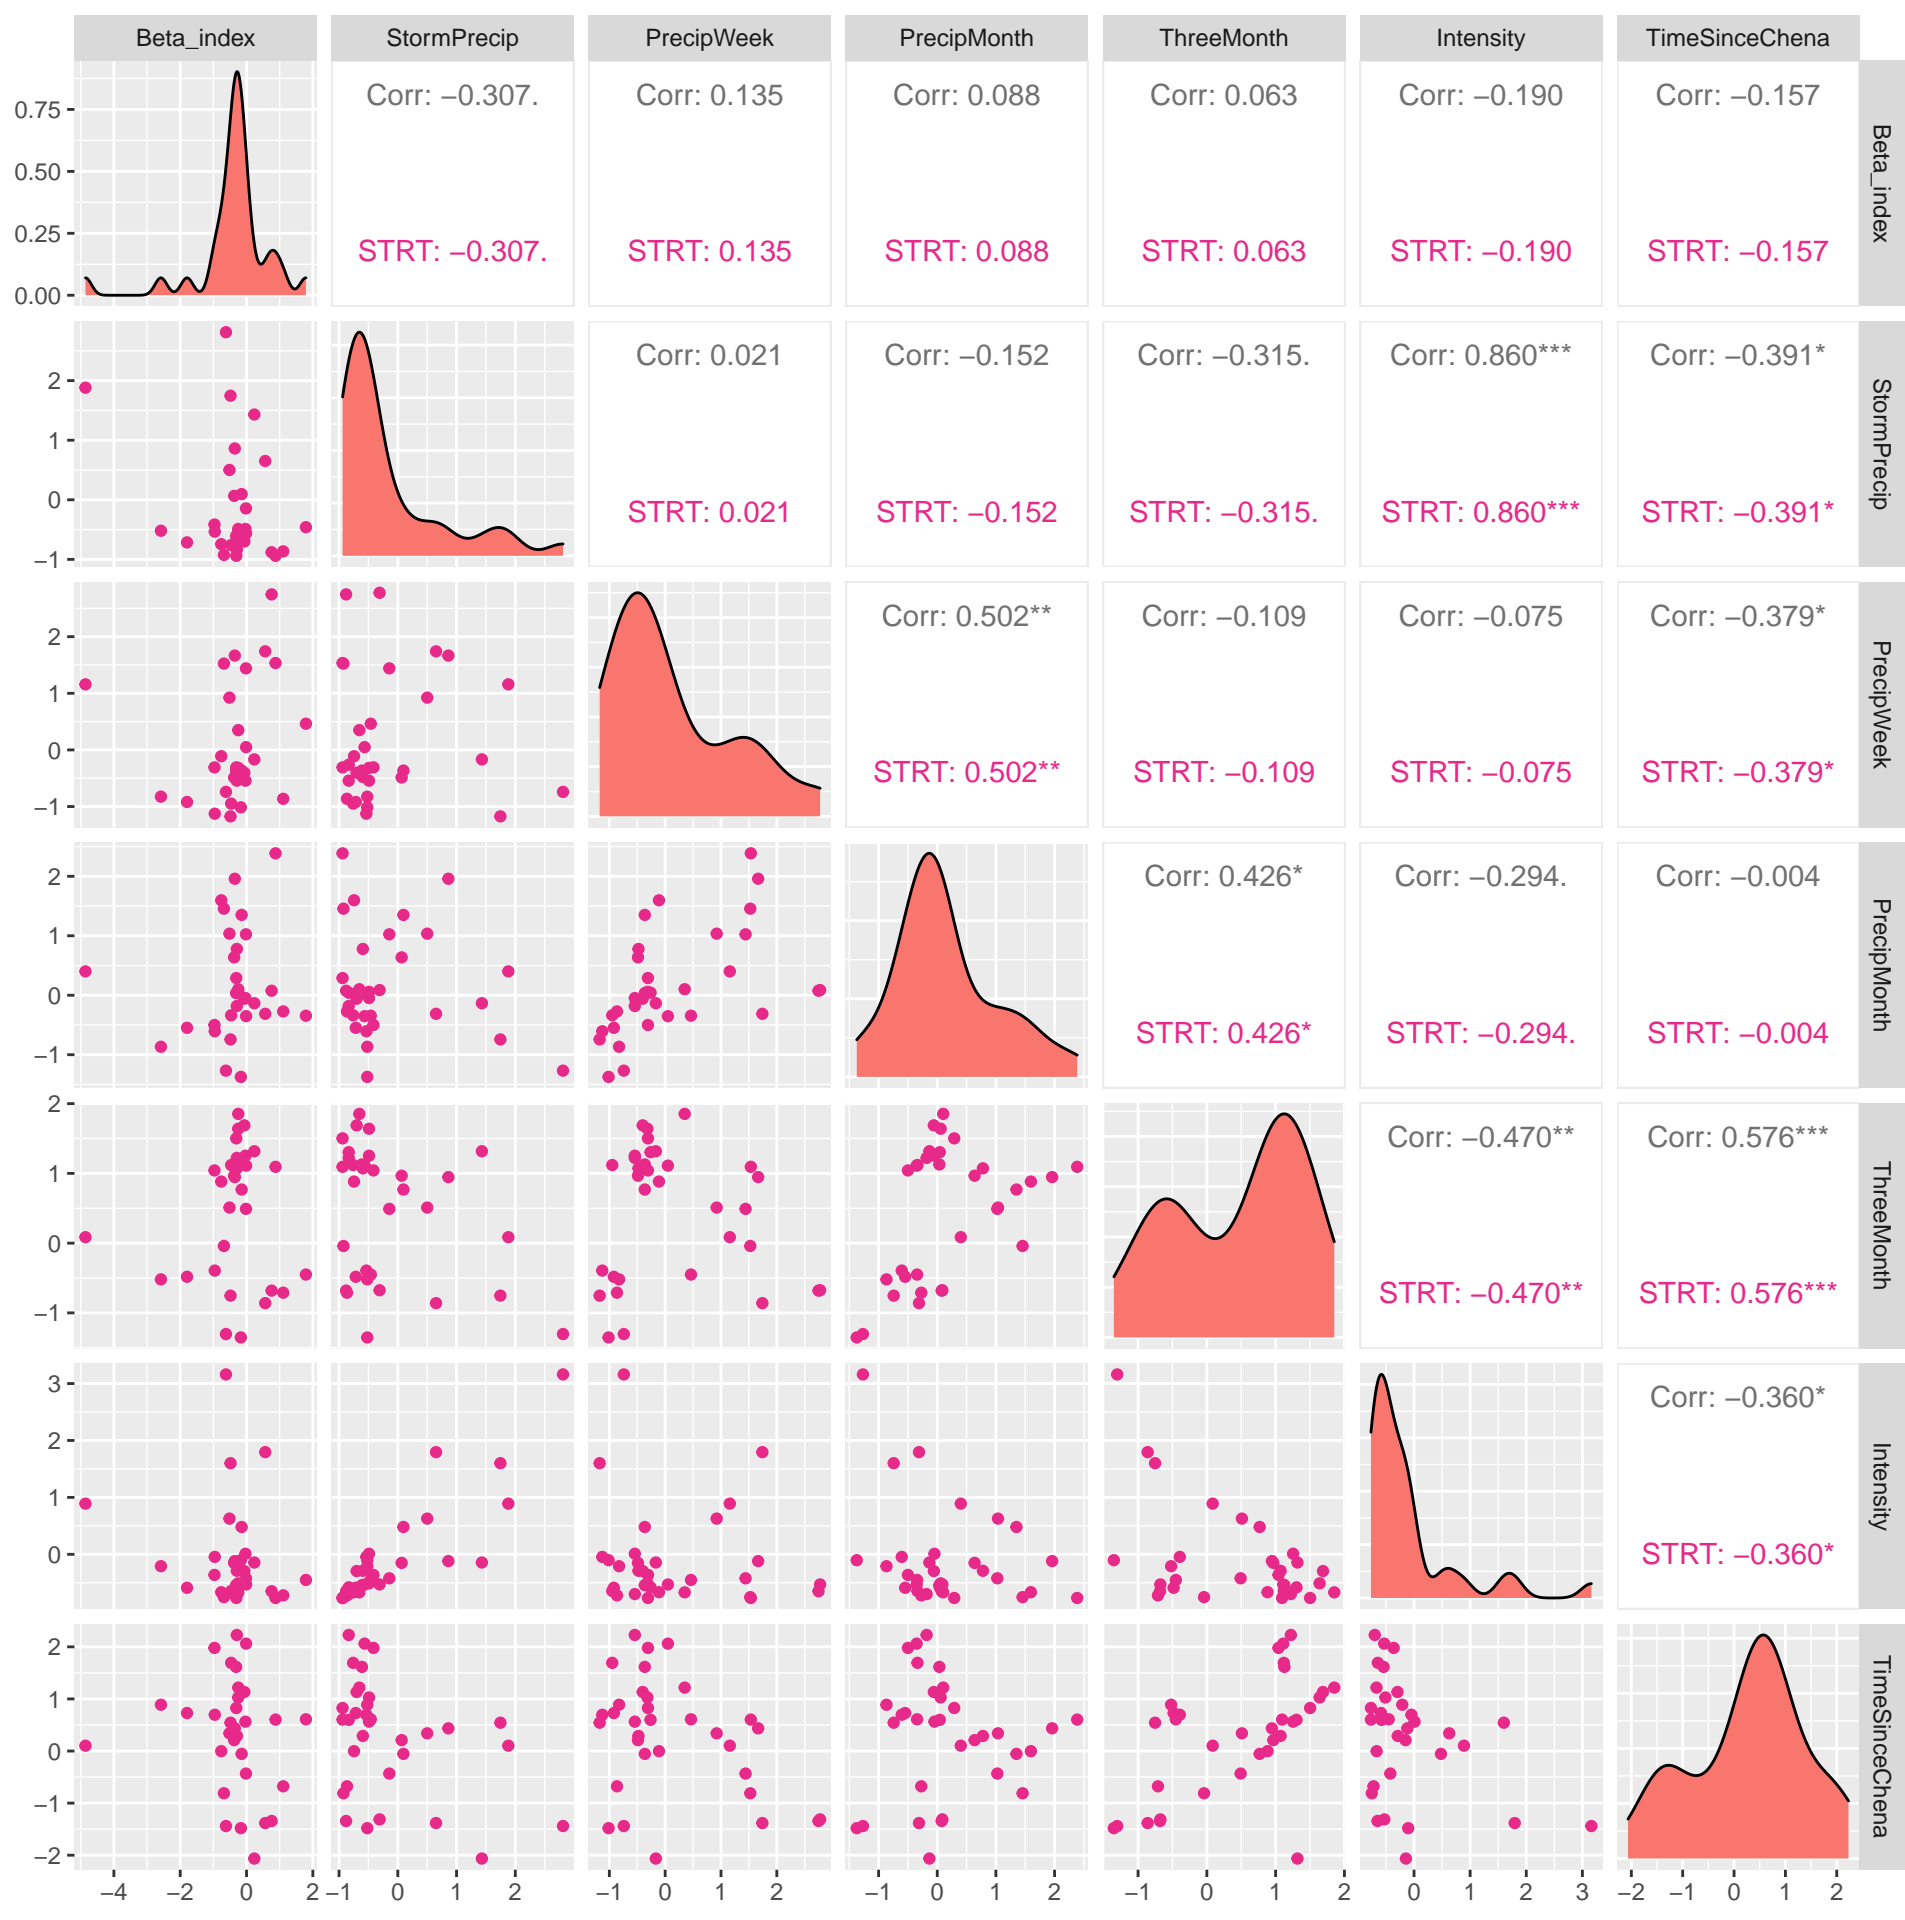 Beta_index StormPrecip PrecipWeek PrecipMonth ThreeMonth Intensity TimeSinceChena
0.75
0.50
0.25
0.00
Corr: −0.307. Corr: 0.135 Corr: 0.088 Corr: 0.063 Corr: −0.190 Corr: −0.157
STRT: −0.307. STRT: 0.135 STRT: 0.088 STRT: 0.063 STRT: −0.190 STRT: −0.157
Beta_index
2
1
0
−1
Corr: 0.021 Corr: −0.152 Corr: −0.315. Corr: 0.860*** Corr: −0.391*
STRT: 0.021 STRT: −0.152 STRT: −0.315. STRT: 0.860*** STRT: −0.391*
StormPrecip
2
1
0
−1
Corr: 0.502** Corr: −0.109 Corr: −0.075 Corr: −0.379*
STRT: 0.502** STRT: −0.109 STRT: −0.075 STRT: −0.379*
PrecipWeek
2
1
0
−1
Corr: 0.426* Corr: −0.294. Corr: −0.004
STRT: 0.426* STRT: −0.294. STRT: −0.004
PrecipMonth
2
1
0
−1
Corr: −0.470** Corr: 0.576***
STRT: −0.470** STRT: 0.576***
ThreeMonth
3
2
1
0
Corr: −0.360*
STRT: −0.360*
Intensity
2
1
0
−1
−2
TimeSinceChena
−4 −2 0 2 −1 0 1 2 −1 0 1 2 −1 0 1 2 −1 0 1 2 0 1 2 3 −2 −1 0 1 2